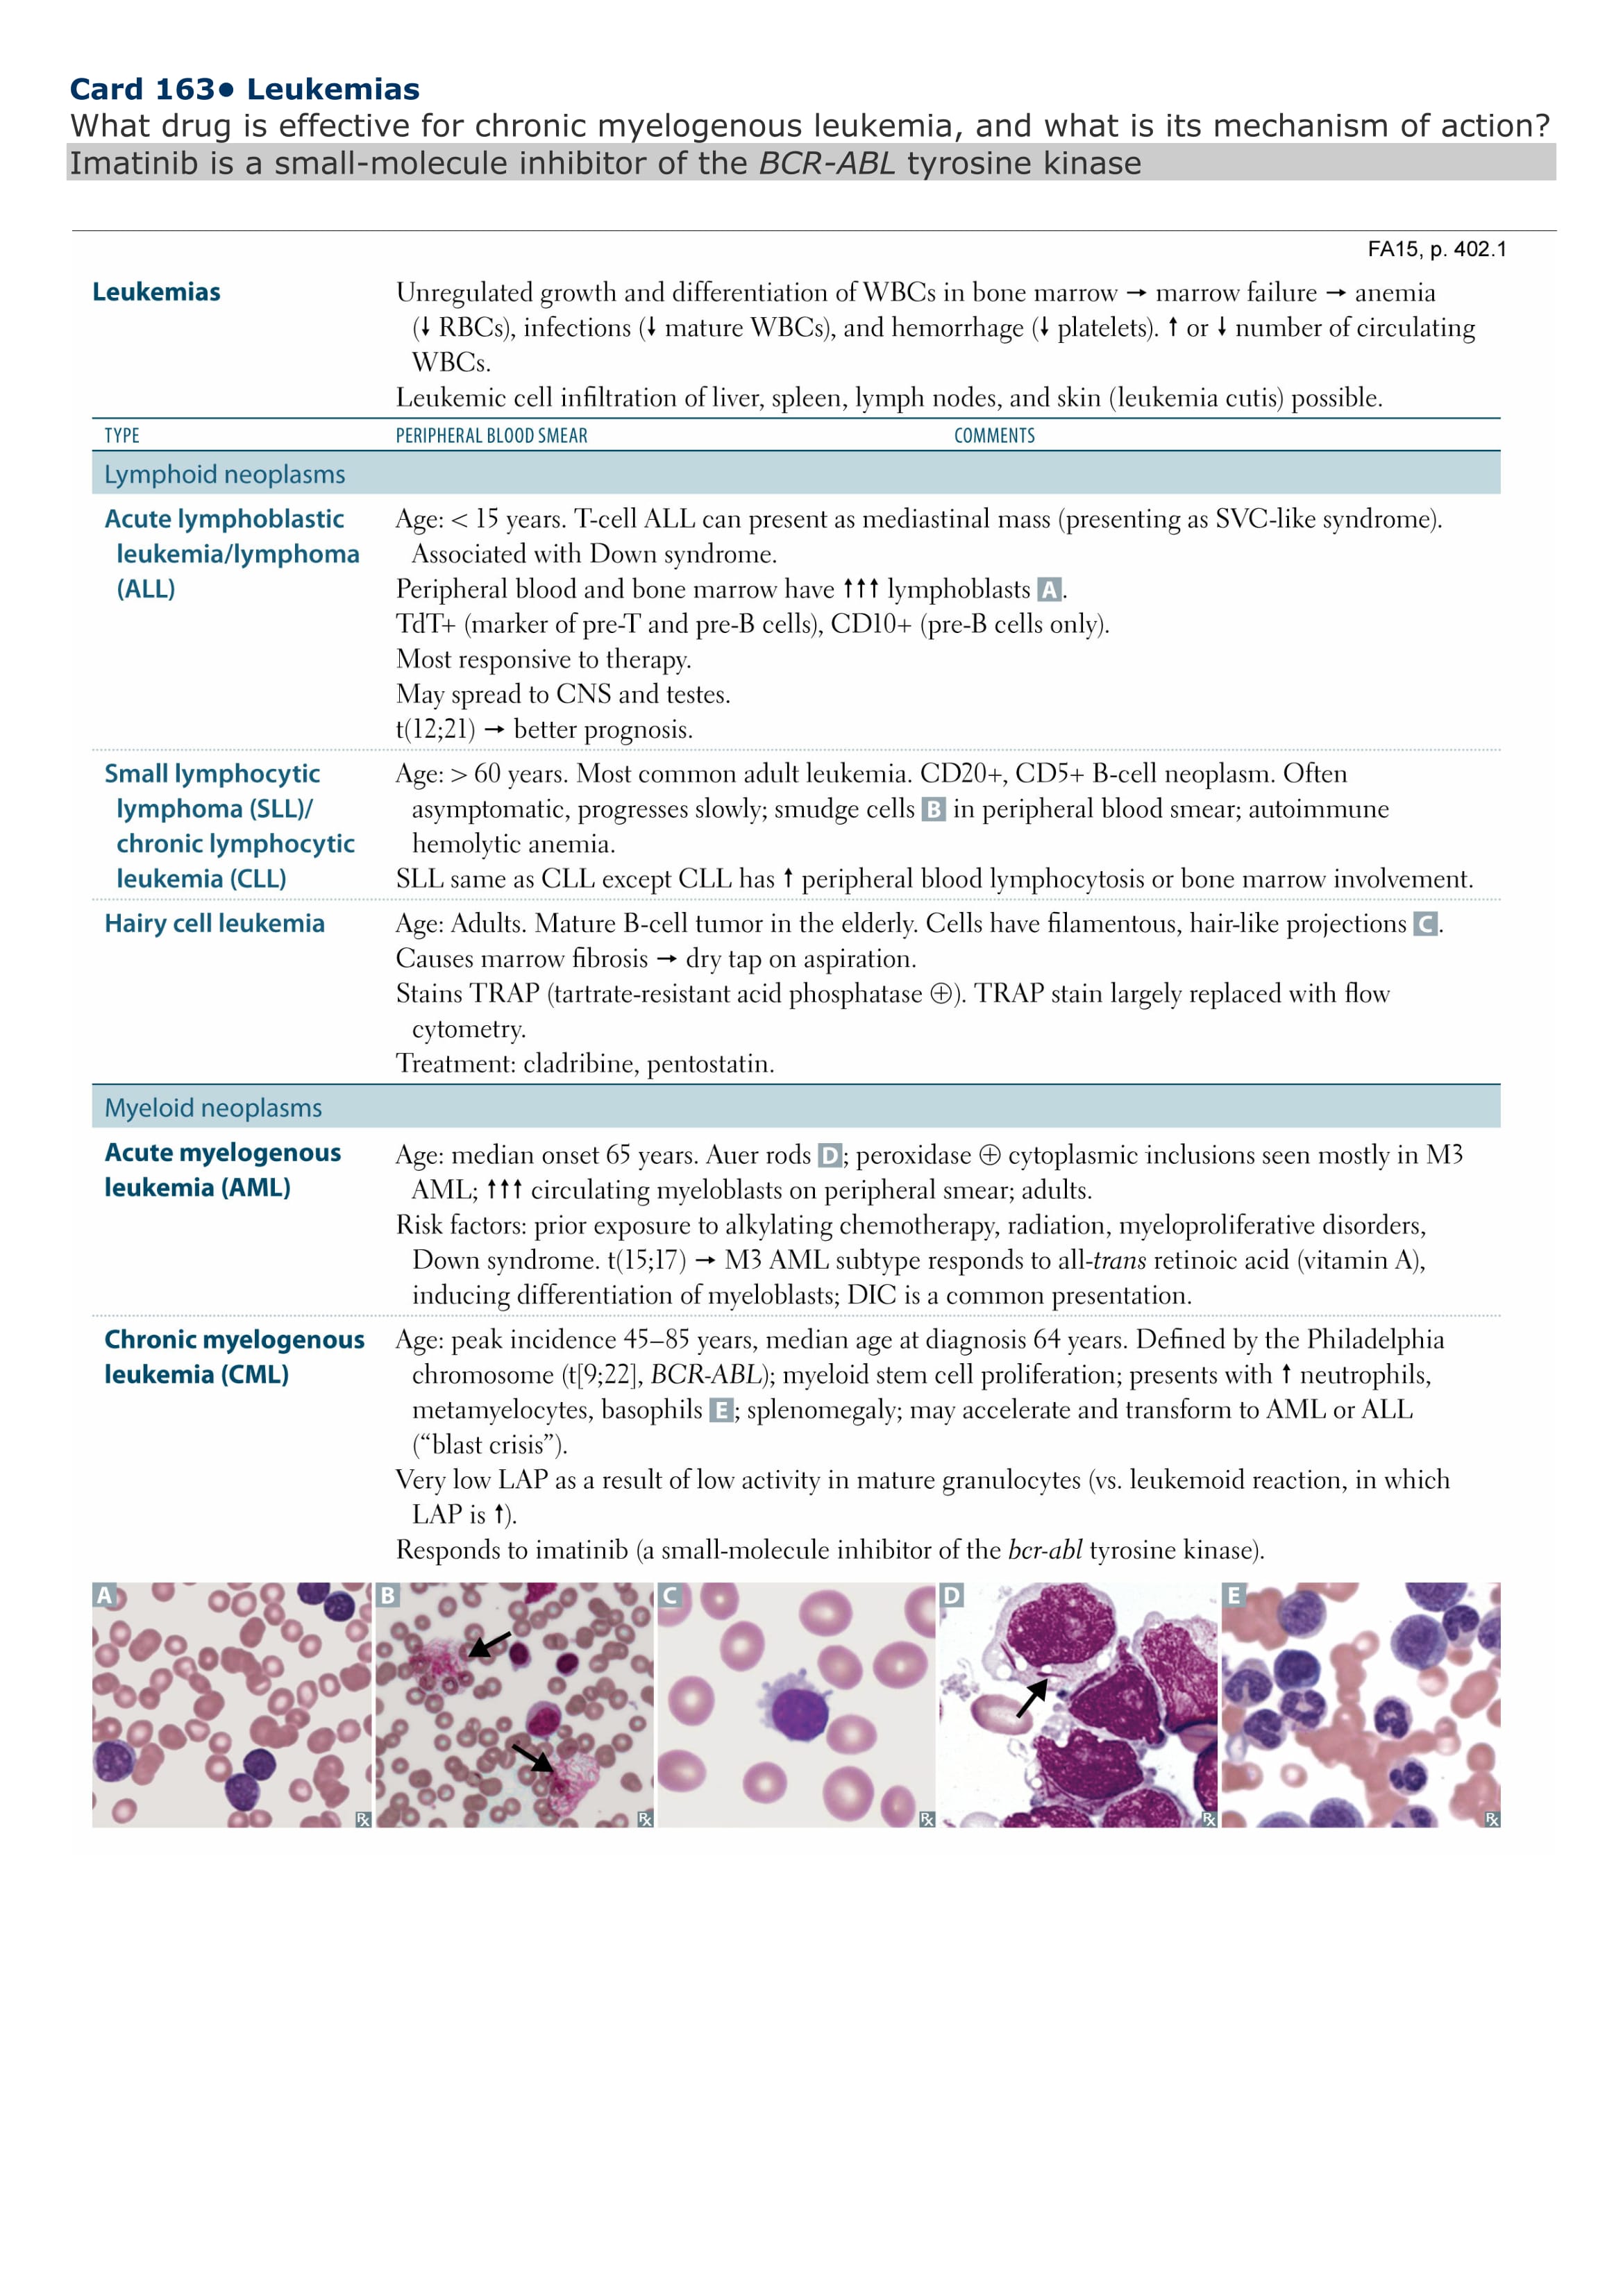 Card 163• Leukemias
What drug is effective for chronic myelogenous leukemia, and what is its mechanism of action?
Imatinib is a small-molecule inhibitor of the BCR-ABL tyrosine kinase
FA15, p. 402.1
Leukemias
Unregulated growth and differentiation of WBCs in bone marrow → marrow failure → anemia
(↓ RBCs), infections (↓ mature WBCs), and hemorrhage (↓ platelets). ↑ or ↓ number of circulating
WBCs.
Leukemic cell infiltration of liver, spleen, lymph nodes, and skin (leukemia cutis) possible.
TYPE PERIPHERAL BLOOD SMEAR COMMENTS
Lymphoid neoplasms
Acute lymphoblastic
leukemia/lymphoma
(ALL)
Age: < 15 years. T-cell ALL can present as mediastinal mass (presenting as SVC-like syndrome).
Associated with Down syndrome.
Peripheral blood and bone marrow have ↑↑↑ lymphoblasts A.
TdT+ (marker of pre-T and pre-B cells), CD10+ (pre-B cells only).
Most responsive to therapy.
May spread to CNS and testes.
t(12;21) → better prognosis.
Small lymphocytic
lymphoma (SLL)/
chronic lymphocytic
leukemia (CLL)
Age: > 60 years. Most common adult leukemia. CD20+, CD5+ B-cell neoplasm. Often
asymptomatic, progresses slowly; smudge cells B in peripheral blood smear; autoimmune
hemolytic anemia.
SLL same as CLL except CLL has ↑ peripheral blood lymphocytosis or bone marrow involvement.
Hairy cell leukemia
Age: Adults. Mature B-cell tumor in the elderly. Cells have filamentous, hair-like projections C.
Causes marrow fibrosis → dry tap on aspiration.
Stains TRAP (tartrate-resistant acid phosphatase ⊕). TRAP stain largely replaced with flow
cytometry.
Treatment: cladribine, pentostatin.
Myeloid neoplasms
Acute myelogenous
leukemia (AML)
Age: median onset 65 years. Auer rods D; peroxidase ⊕ cytoplasmic inclusions seen mostly in M3
AML; ↑↑↑ circulating myeloblasts on peripheral smear; adults.
Risk factors: prior exposure to alkylating chemotherapy, radiation, myeloproliferative disorders,
Down syndrome. t(15;17) → M3 AML subtype responds to all-trans retinoic acid (vitamin A),
inducing differentiation of myeloblasts; DIC is a common presentation.
Chronic myelogenous
leukemia (CML)
Age: peak incidence 45–85 years, median age at diagnosis 64 years. Defined by the Philadelphia
chromosome (t[9;22], BCR-ABL); myeloid stem cell proliferation; presents with ↑ neutrophils,
metamyelocytes, basophils E; splenomegaly; may accelerate and transform to AML or ALL
(“blast crisis”).
Very low LAP as a result of low activity in mature granulocytes (vs. leukemoid reaction, in which
LAP is ↑).
Responds to imatinib (a small-molecule inhibitor of the bcr-abl tyrosine kinase).
A B C D E
℞ ℞ ℞ ℞ ℞